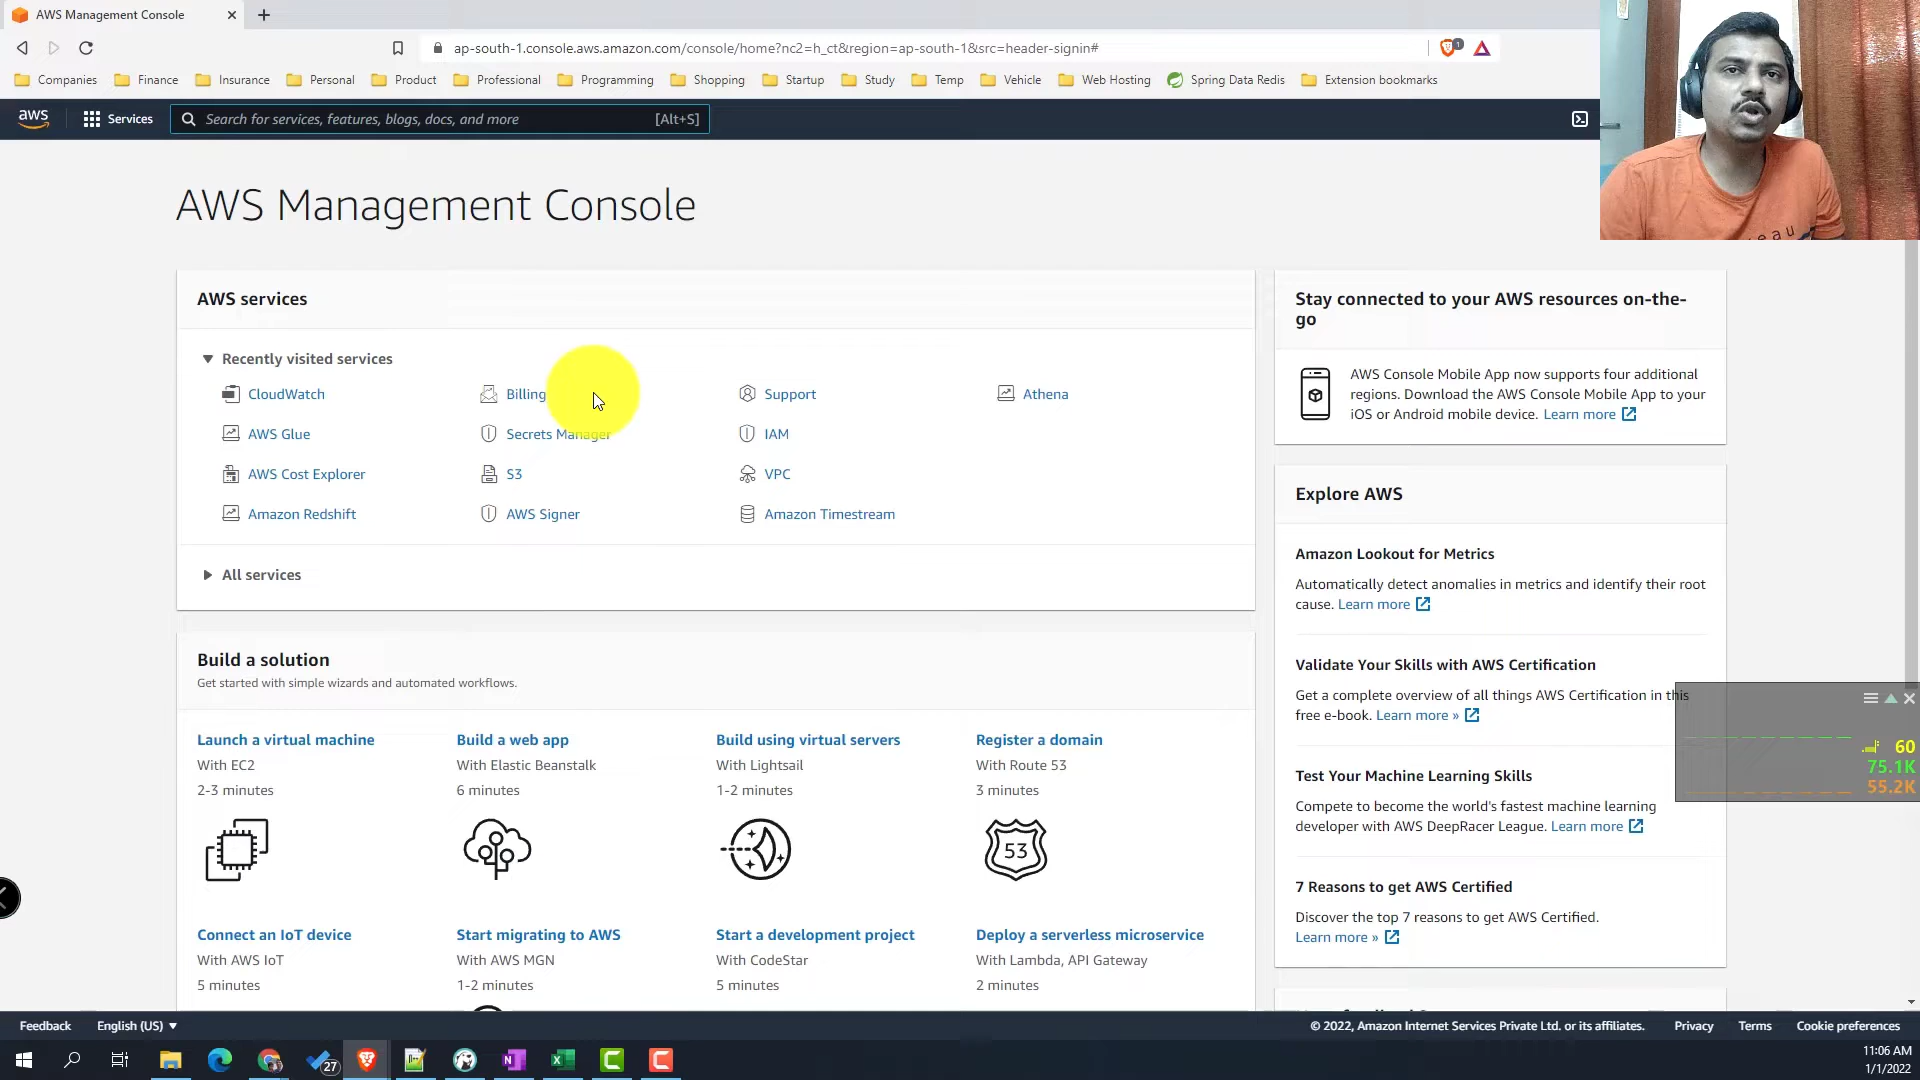 AWS Management Console
ap-south-1.console.aws.amazon.com/console/home?nc2=h_ct&region=ap-south-1&src=header-signin#
1
Companies
Finance
Insurance
Personal
Product
Professional
Programming
Shopping
Startup
Study
Temp
Vehicle
Web Hosting
Spring Data Redis
Extension bookmarks
aws
Services
Search for services, features, blogs, docs, and more
[Alt+S]
AWS Management Console
AWS services
Recently visited services
CloudWatch
Billing
Support
Athena
AWS Glue
Secrets Manager
IAM
AWS Cost Explorer
S3
VPC
Amazon Redshift
AWS Signer
Amazon Timestream
All services
Build a solution
Get started with simple wizards and automated workflows.
Launch a virtual machine
With EC2
2-3 minutes
Build a web app
With Elastic Beanstalk
6 minutes
Build using virtual servers
With Lightsail
1-2 minutes
Register a domain
With Route 53
3 minutes
53
Connect an IoT device
With AWS IoT
5 minutes
Start migrating to AWS
With AWS MGN
1-2 minutes
Start a development project
With CodeStar
5 minutes
Deploy a serverless microservice
With Lambda, API Gateway
2 minutes
Stay connected to your AWS resources on-the-
go
AWS Console Mobile App now supports four additional
regions. Download the AWS Console Mobile App to your
iOS or Android mobile device. Learn more
Explore AWS
Amazon Lookout for Metrics
Automatically detect anomalies in metrics and identify their root
cause. Learn more
Validate Your Skills with AWS Certification
Get a complete overview of all things AWS Certification in this
free e-book. Learn more »
Test Your Machine Learning Skills
Compete to become the world's fastest machine learning
developer with AWS DeepRacer League. Learn more
7 Reasons to get AWS Certified
Discover the top 7 reasons to get AWS Certified.
Learn more »
60
75.1K
55.2K
Feedback
English (US)
© 2022, Amazon Internet Services Private Ltd. or its affiliates.
Privacy
Terms
Cookie preferences
27
11:06 AM
1/1/2022